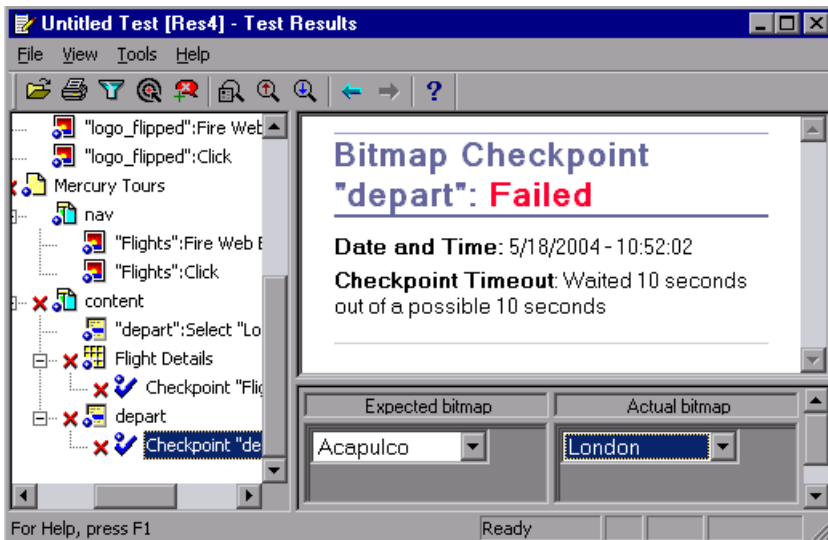 Untitled Test [Res4] - Test Results
File View Tools Help
"logo_flipped":Fire Web
"logo_flipped":Click
Mercury Tours
nav
"Flights":Fire Web E
"Flights":Click
content
"depart":Select "Lo
Flight Details
Checkpoint "Flig
depart
Checkpoint "de
Bitmap Checkpoint
"depart": Failed
Date and Time: 5/18/2004 - 10:52:02
Checkpoint Timeout: Waited 10 seconds
out of a possible 10 seconds
Expected bitmap Actual bitmap
Acapulco London
For Help, press F1 Ready